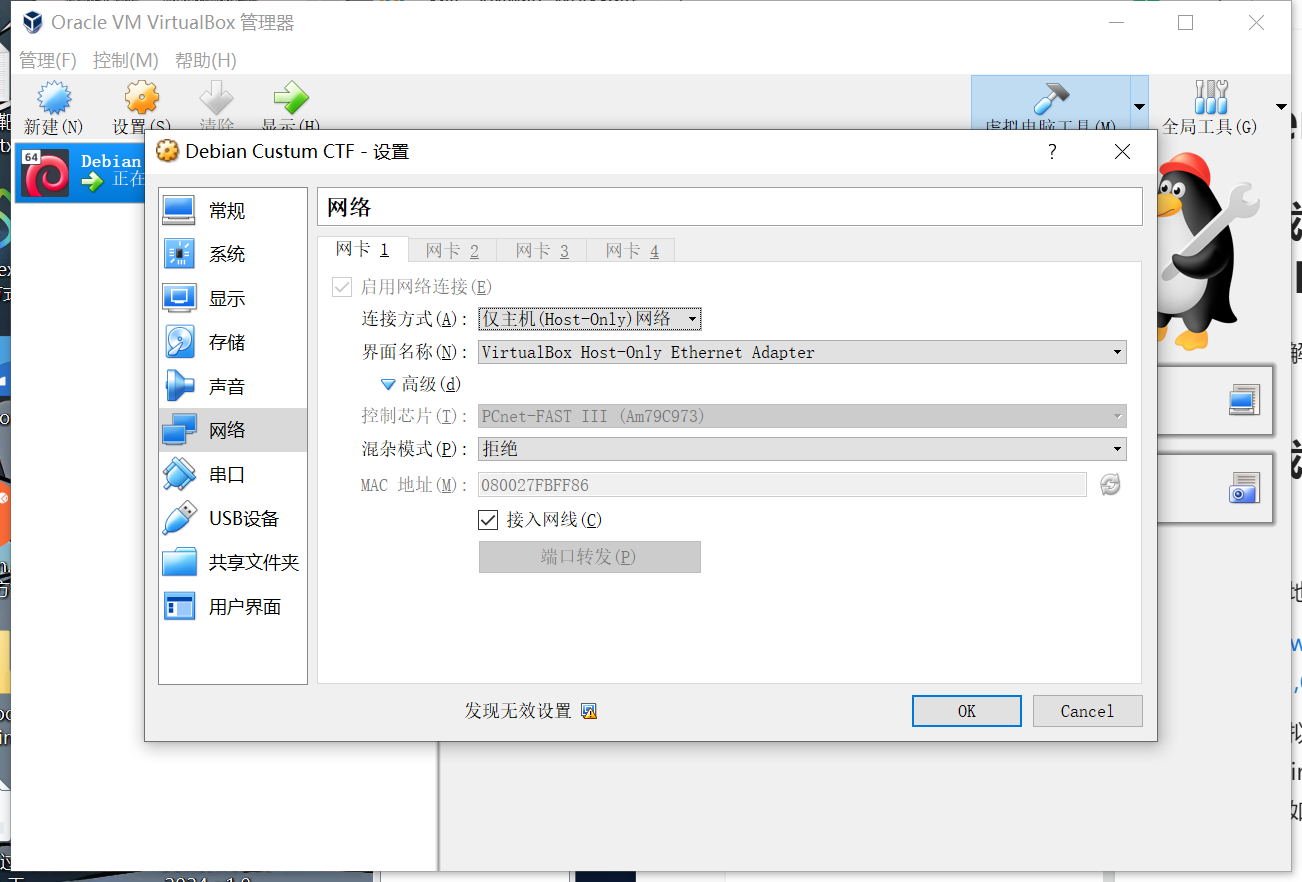 Oracle VM VirtualBox 管理器
管理(F) 控制(M) 帮助(H)
新建(N) 设置(S) 清除 显示(H) 虚拟电脑工具(M) 全局工具(G)
64 Debian
正在
Debian Custum CTF - 设置
?
常规
系统
显示
存储
声音
网络
串口
USB设备
共享文件夹
用户界面
网络
网卡 1 网卡 2 网卡 3 网卡 4
启用网络连接(E)
连接方式(A): 仅主机(Host-Only)网络
界面名称(N): VirtualBox Host-Only Ethernet Adapter
高级(d)
控制芯片(T): PCnet-FAST III (Am79C973)
混杂模式(P): 拒绝
MAC 地址(M): 080027FBFF86
接入网线(C)
端口转发(P)
发现无效设置
OK Cancel